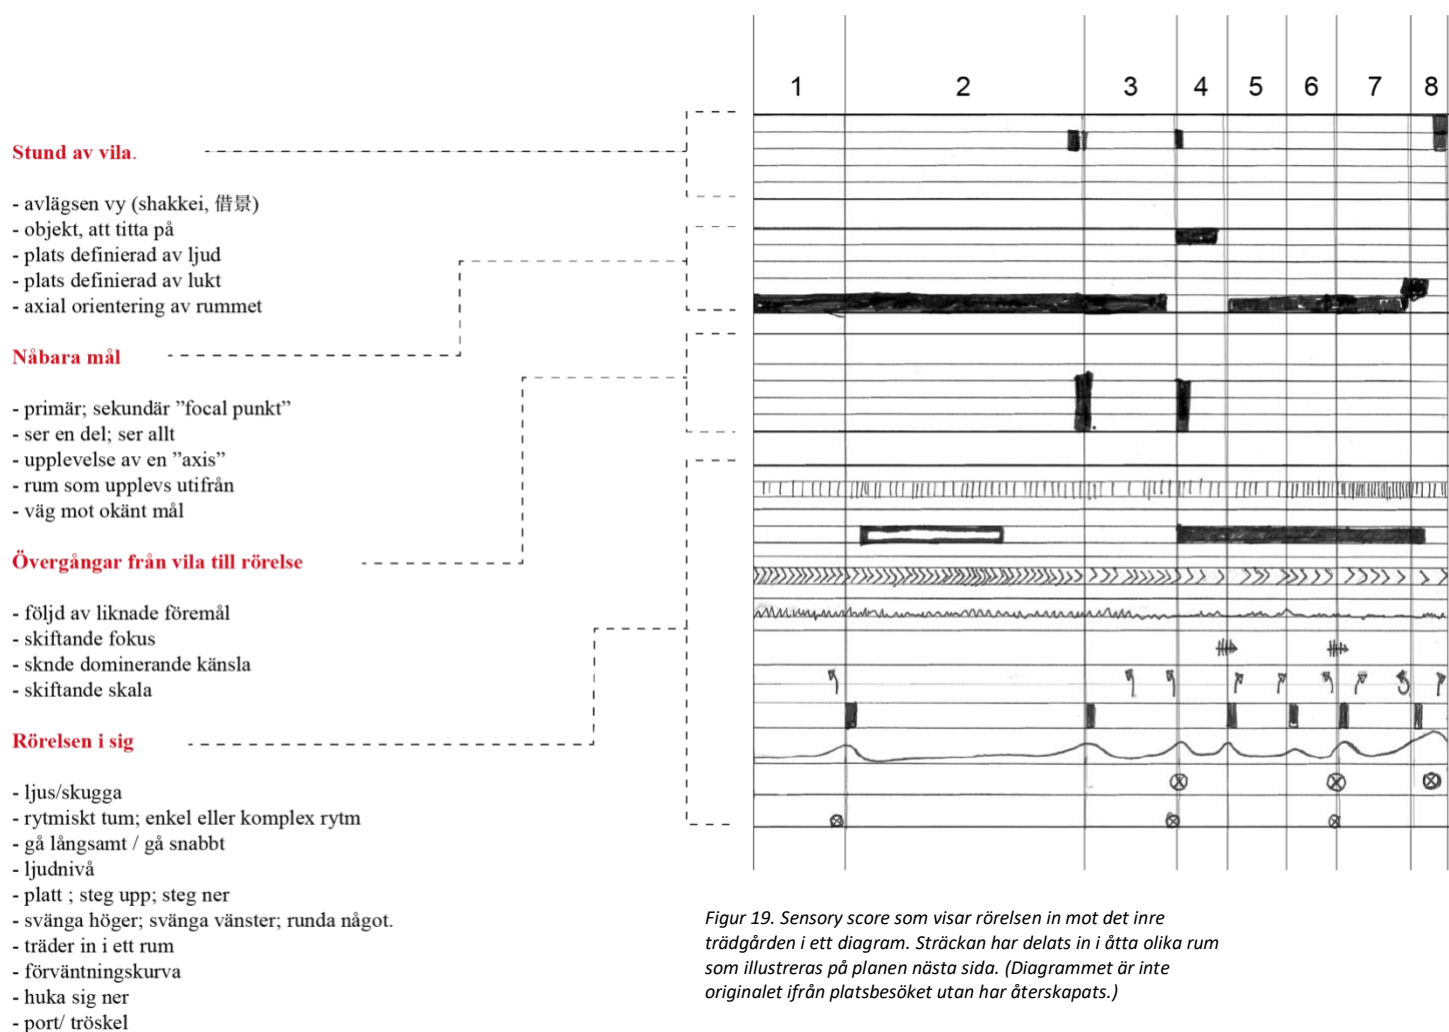 Stund av vila.
- avlägsen vy (shakkei, 借景)
- objekt, att titta på
- plats definierad av ljud
- plats definierad av lukt
- axial orientering av rummet
Nåbara mål
- primär; sekundär ”focal punkt”
- ser en del; ser allt
- upplevelse av en ”axis”
- rum som upplevs utifrån
- väg mot okänt mål
Övergångar från vila till rörelse
- följd av liknade föremål
- skiftande fokus
- sknde dominerande känsla
- skiftande skala
Rörelsen i sig
- ljus/skugga
- rytmiskt tum; enkel eller komplex rytm
- gå långsamt / gå snabbt
- ljudnivå
- platt ; steg upp; steg ner
- svänga höger; svänga vänster; runda något.
- träder in i ett rum
- förväntningskurva
- huka sig ner
- port/ tröskel
1 2 3 4 5 6 7 8
Figur 19. Sensory score som visar rörelsen in mot det inre
trädgården i ett diagram. Sträckan har delats in i åtta olika rum
som illustreras på planen nästa sida. (Diagrammet är inte
originalet ifrån platsbesöket utan har återskapats.)